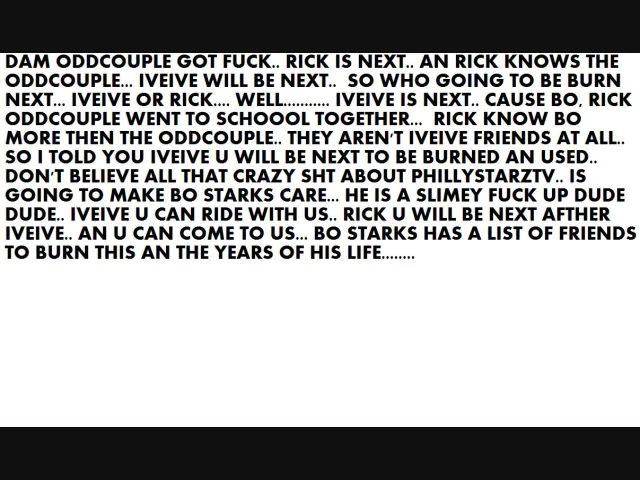 DAM ODDCOUPLE GOT FUCK.. RICK IS NEXT.. AN RICK KNOWS THE
ODDCOUPLE... IVEIVE WILL BE NEXT..  SO WHO GOING TO BE BURN
NEXT... IVEIVE OR RICK.... WELL.......... IVEIVE IS NEXT.. CAUSE BO, RICK
ODDCOUPLE WENT TO SCHOOOL TOGETHER...  RICK KNOW BO
MORE THEN THE ODDCOUPLE.. THEY AREN'T IVEIVE FRIENDS AT ALL..
SO I TOLD YOU IVEIVE U WILL BE NEXT TO BE BURNED AN USED..
DON'T BELIEVE ALL THAT CRAZY SHT ABOUT PHILLYSTARZTV.. IS
GOING TO MAKE BO STARKS CARE... HE IS A SLIMEY FUCK UP DUDE
DUDE.. IVEIVE U CAN RIDE WITH US.. RICK U WILL BE NEXT AFTHER
IVEIVE.. AN U CAN COME TO US... BO STARKS HAS A LIST OF FRIENDS
TO BURN THIS AN THE YEARS OF HIS LIFE........